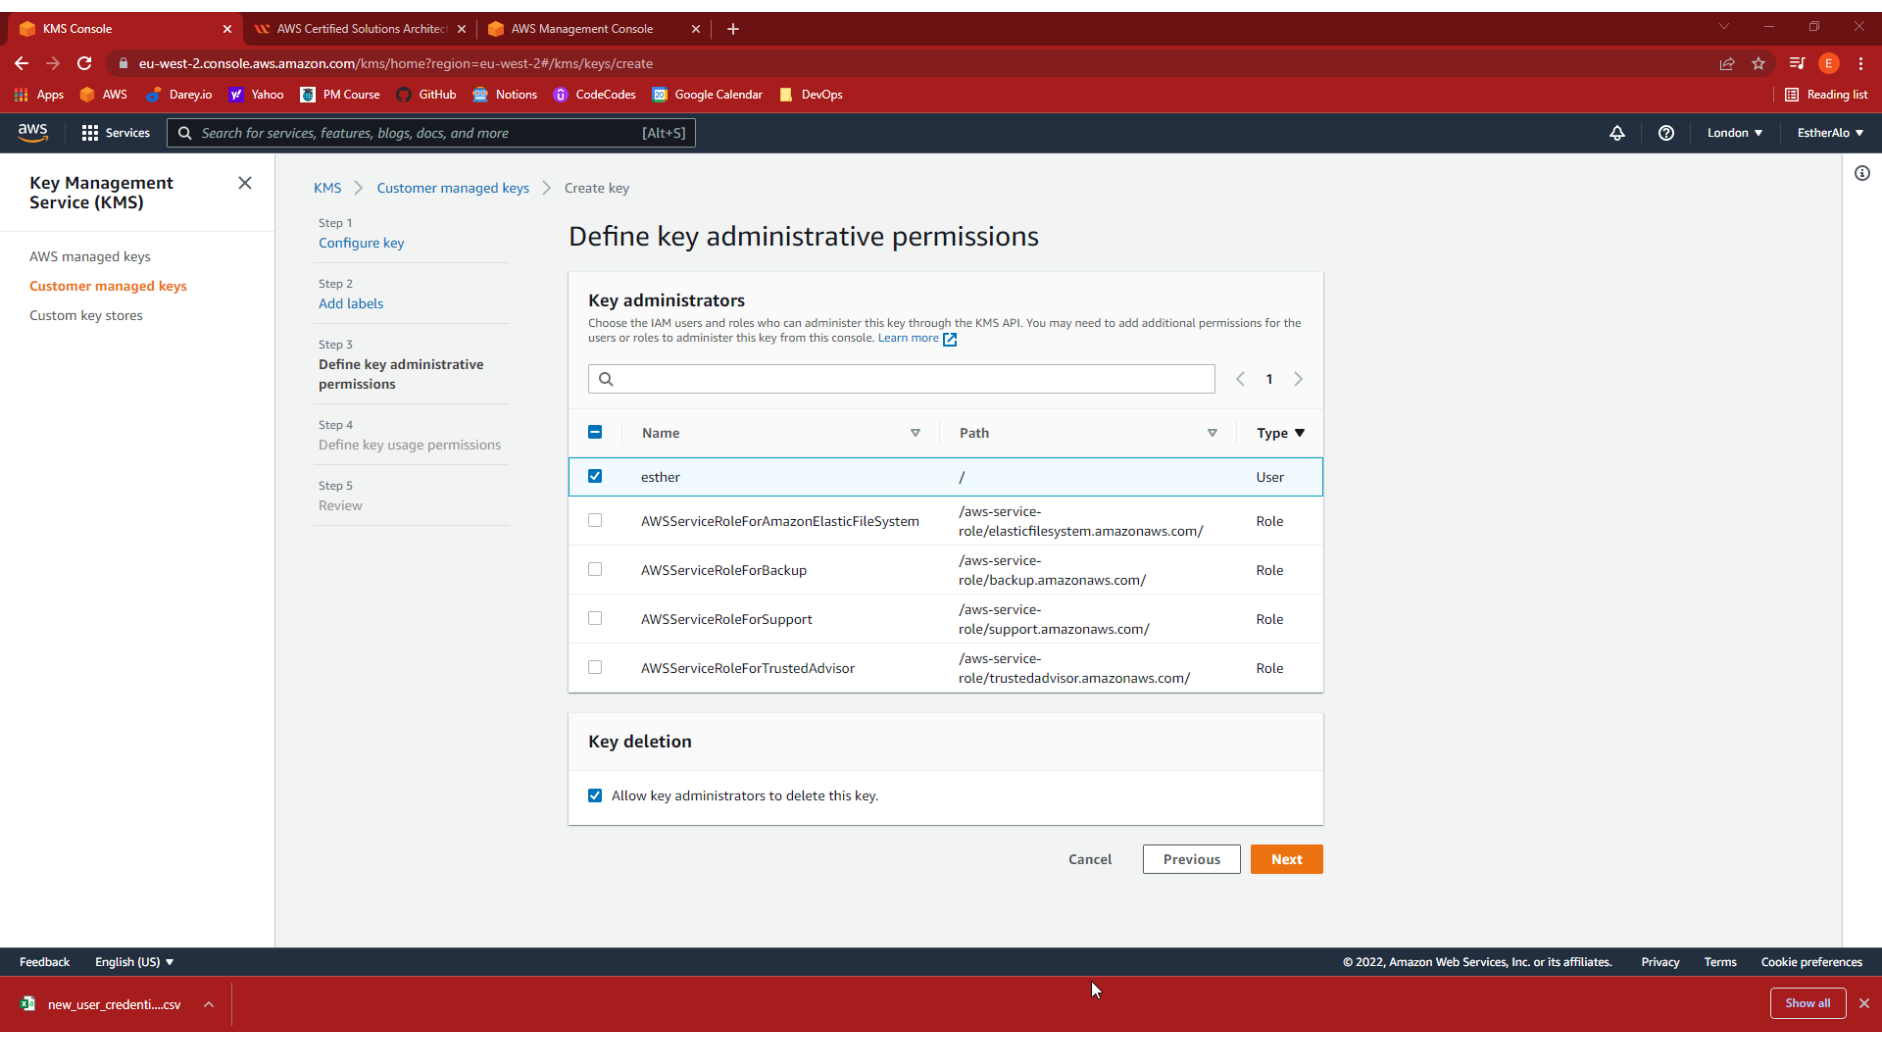 KMS Console
AWS Certified Solutions Architec
AWS Management Console
eu-west-2.console.aws.amazon.com/kms/home?region=eu-west-2#/kms/keys/create
E
Apps AWS Darey.io Yahoo PM Course GitHub Notions CodeCodes Google Calendar DevOps Reading list
aws Services Search for services, features, blogs, docs, and more [Alt+S] London EstherAlo
Key Management
Service (KMS)
AWS managed keys
Customer managed keys
Custom key stores
KMS Customer managed keys Create key
Step 1
Configure key
Step 2
Add labels
Step 3
Define key administrative
permissions
Step 4
Define key usage permissions
Step 5
Review
Define key administrative permissions
Key administrators
Choose the IAM users and roles who can administer this key through the KMS API. You may need to add additional permissions for the
users or roles to administer this key from this console. Learn more
1
Name Path Type
esther / User
AWSServiceRoleForAmazonElasticFileSystem /aws-service-
role/elasticfilesystem.amazonaws.com/ Role
AWSServiceRoleForBackup /aws-service-
role/backup.amazonaws.com/ Role
AWSServiceRoleForSupport /aws-service-
role/support.amazonaws.com/ Role
AWSServiceRoleForTrustedAdvisor /aws-service-
role/trustedadvisor.amazonaws.com/ Role
Key deletion
Allow key administrators to delete this key.
Cancel Previous Next
Feedback English (US) © 2022, Amazon Web Services, Inc. or its affiliates. Privacy Terms Cookie preferences
new_user_credenti....csv Show all